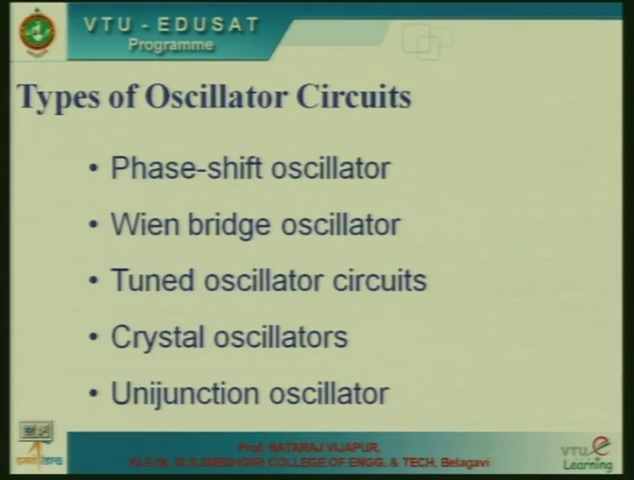 VTU - EDUSAT
Programme
Types of Oscillator Circuits
• Phase-shift oscillator
• Wien bridge oscillator
• Tuned oscillator circuits
• Crystal oscillators
• Unijunction oscillator
Prof. NATARAJ VIJAPUR,
COLLEGE OF ENGG. & TECH, Belagavi
VTU e
Learning